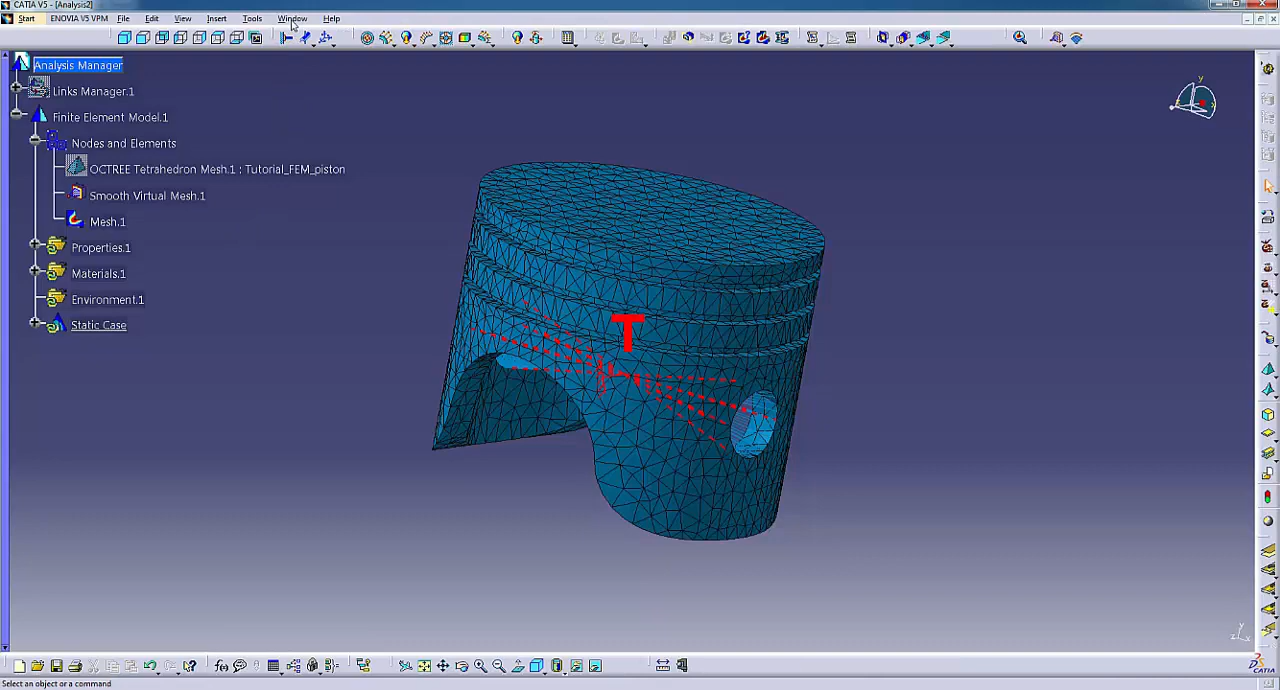 CATIA V5 - [Analysis2]
Start ENOVIA V5 VPM File Edit View Insert Tools Window Help
Analysis Manager
Links Manager.1
Finite Element Model.1
Nodes and Elements
OCTREE Tetrahedron Mesh.1 : Tutorial_FEM_piston
Smooth Virtual Mesh.1
Mesh.1
Properties.1
Materials.1
Environment.1
Static Case
T
y
x
y
z
x
f(x)
CATIA
Select an object or a command